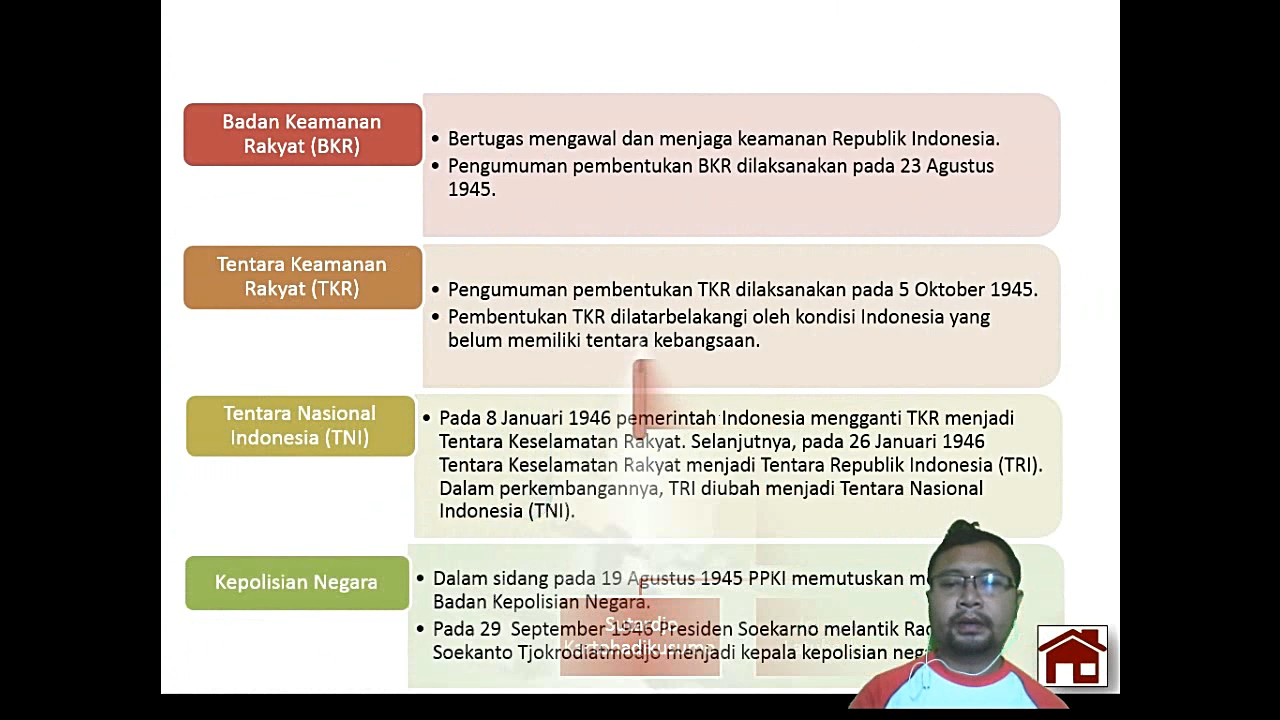 Badan Keamanan
Rakyat (BKR)
• Bertugas mengawal dan menjaga keamanan Republik Indonesia.
• Pengumuman pembentukan BKR dilaksanakan pada 23 Agustus
1945.
Tentara Keamanan
Rakyat (TKR)
• Pengumuman pembentukan TKR dilaksanakan pada 5 Oktober 1945.
• Pembentukan TKR dilatarbelakangi oleh kondisi Indonesia yang
belum memiliki tentara kebangsaan.
Tentara Nasional
Indonesia (TNI)
• Pada 8 Januari 1946 pemerintah Indonesia mengganti TKR menjadi
Tentara Keselamatan Rakyat. Selanjutnya, pada 26 Januari 1946
Tentara Keselamatan Rakyat menjadi Tentara Republik Indonesia (TRI).
Dalam perkembangannya, TRI diubah menjadi Tentara Nasional
Indonesia (TNI).
Kepolisian Negara
• Dalam sidang pada 19 Agustus 1945 PPKI memutuskan
Badan Kepolisian Negara.
• Pada 29 September Presiden Soekarno melantik
Soekanto Tjokrodiatmodjo menjadi kepala kepolisian
Sutardjo
Kartohadikusumo